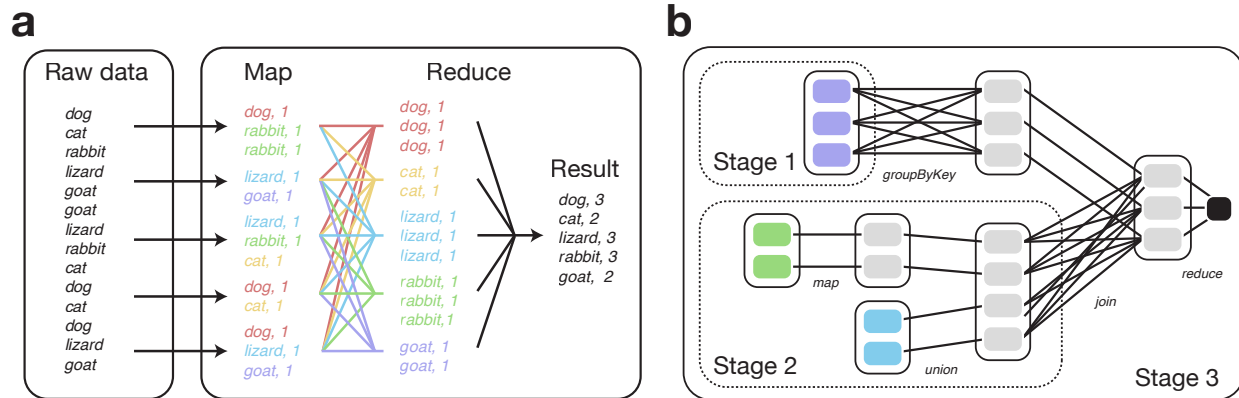 a
Raw data
dog
cat
rabbit
lizard
goat
goat
lizard
rabbit
cat
dog
cat
dog
lizard
goat
Map
dog, 1
rabbit, 1
rabbit, 1
lizard, 1
goat, 1
lizard, 1
rabbit, 1
cat, 1
dog, 1
cat, 1
dog, 1
lizard, 1
goat, 1
Reduce
dog, 1
dog, 1
dog, 1
cat, 1
cat, 1
lizard, 1
lizard, 1
lizard, 1
rabbit, 1
rabbit, 1
rabbit,1
goat, 1
goat, 1
Result
dog, 3
cat, 2
lizard, 3
rabbit, 3
goat, 2
b
Stage 1
groupByKey
map
union
Stage 2
join
reduce
Stage 3